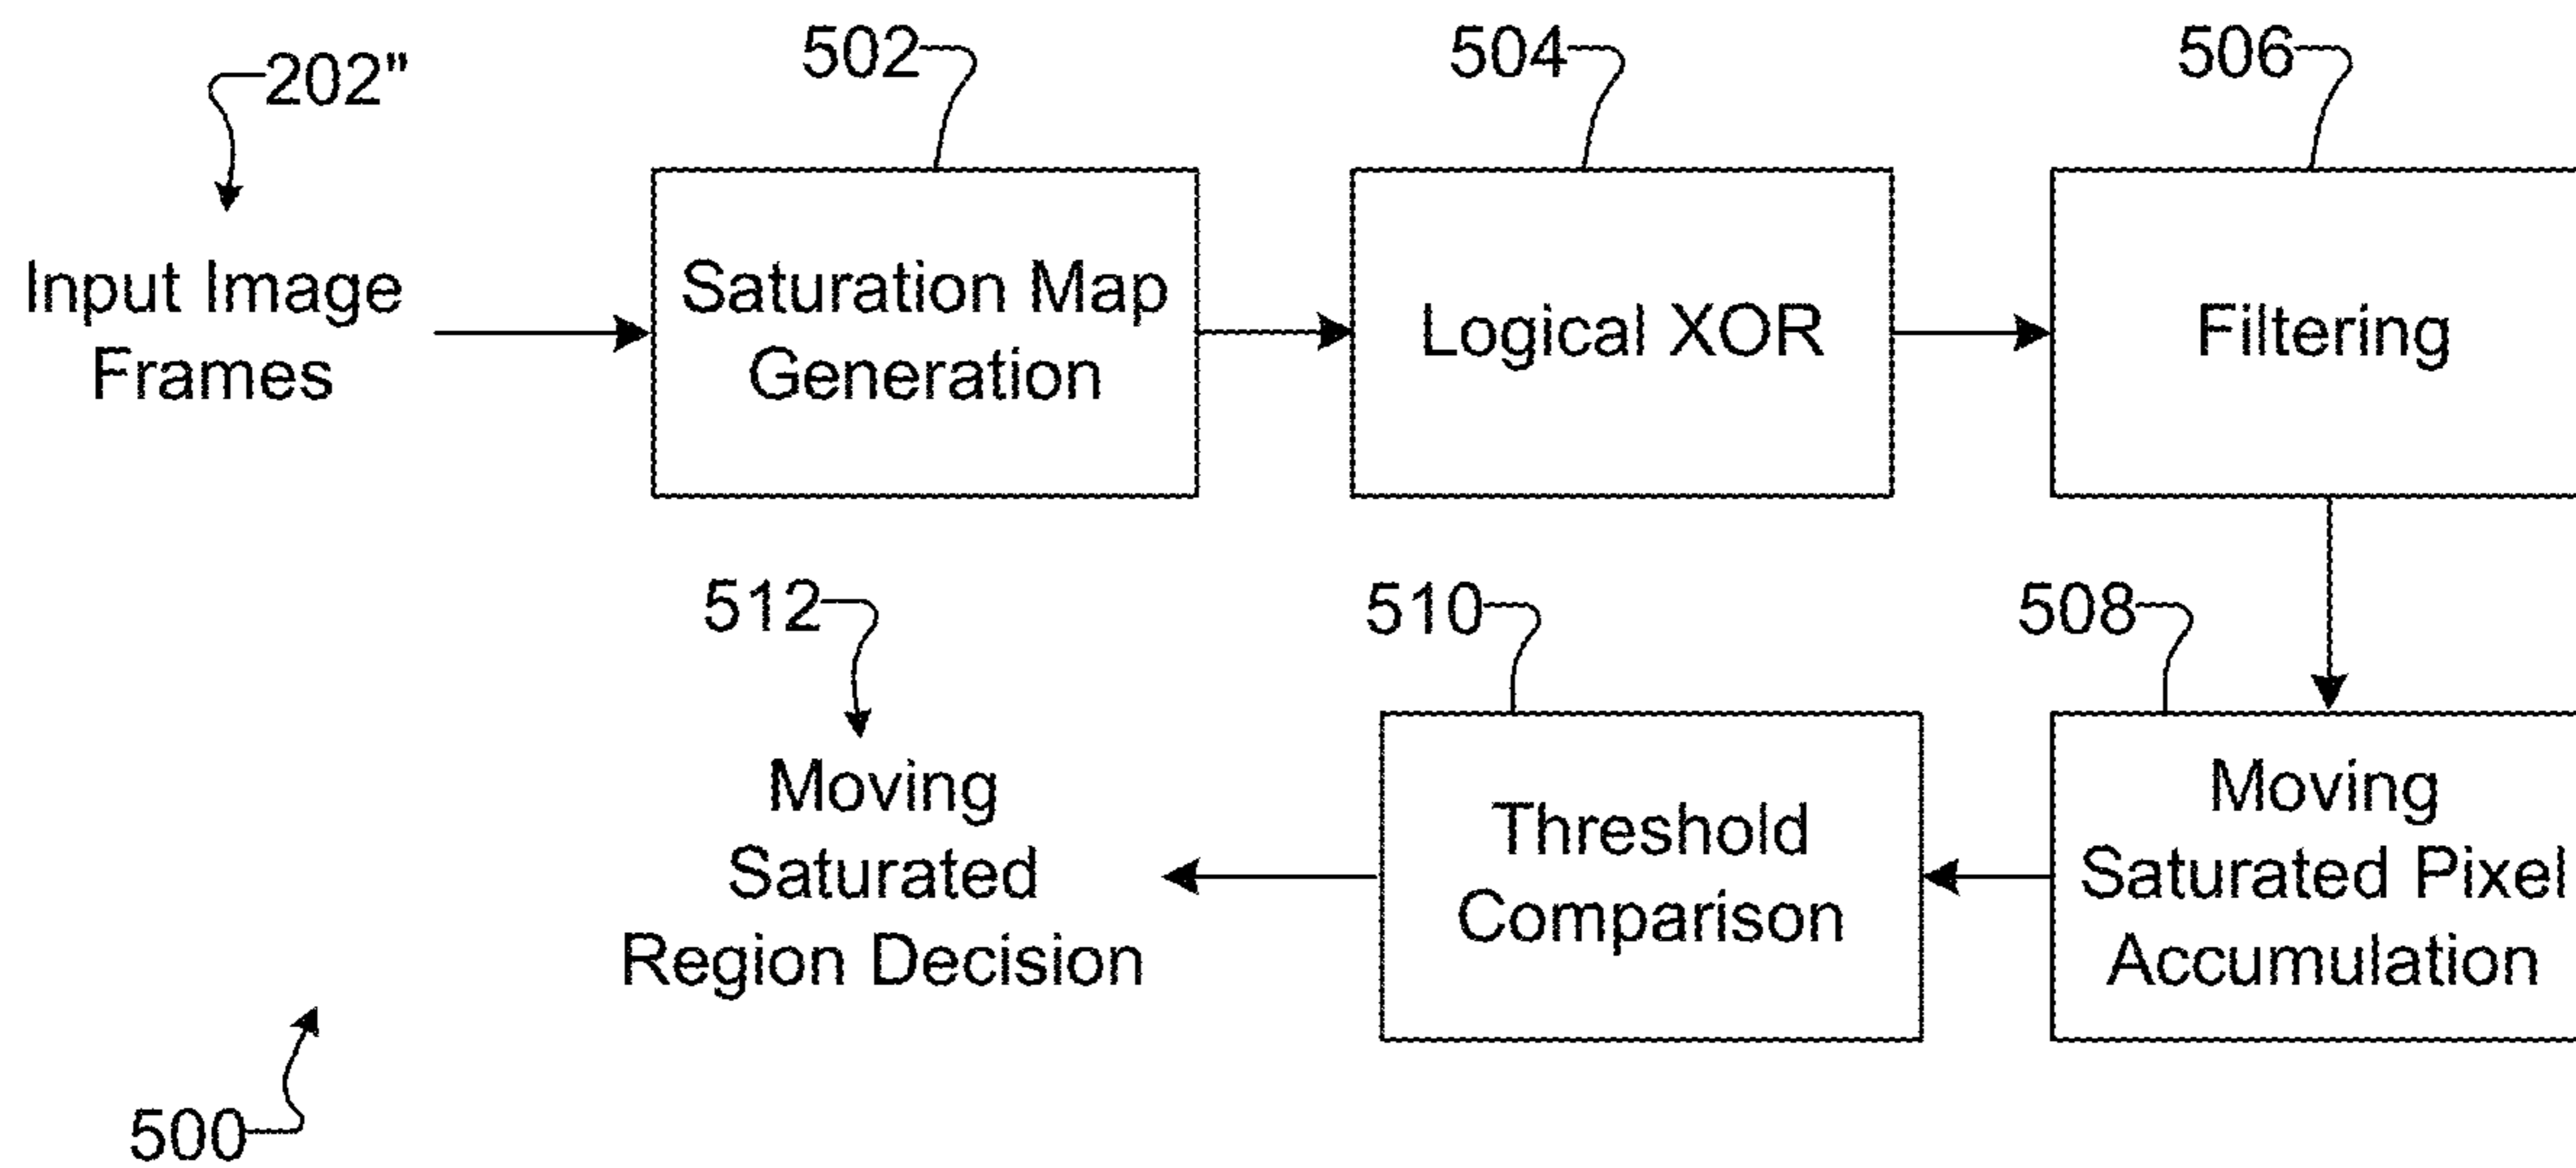 202"
502
504
506
Input Image
Frames
Saturation Map
Generation
Logical XOR
Filtering
512
510
508
Moving
Saturated
Region Decision
Threshold
Comparison
Moving
Saturated Pixel
Accumulation
500